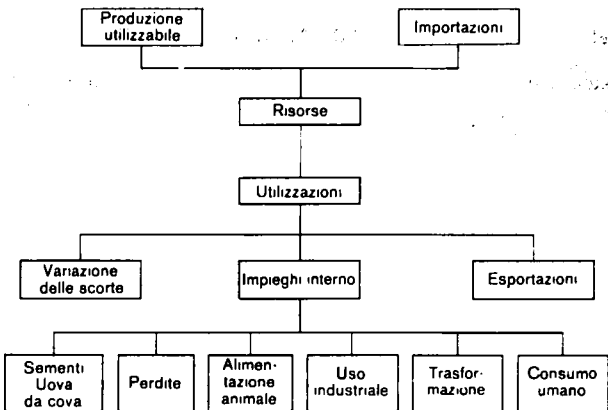 Produzione
utilizzabile
Importazioni
Risorse
Utilizzazioni
Variazione
delle scorte
Impieghi interno
Esportazioni
Sementi
Uova
da cova
Perdite
Alimen-
tazione
animale
Uso
industriale
Trasfor-
mazione
Consumo
umano